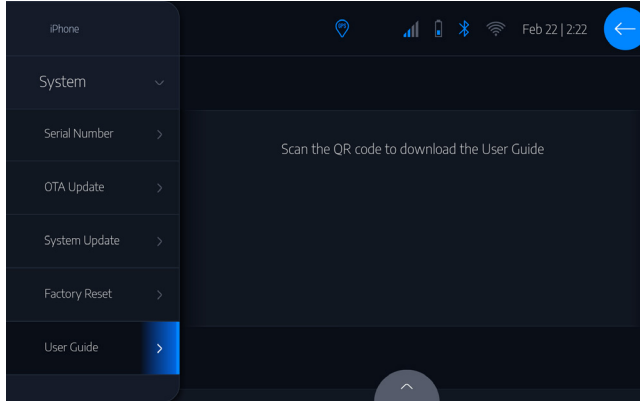 iPhone
GPS
Feb 22 | 2:22
System
Serial Number
Scan the QR code to download the User Guide
OTA Update
System Update
Factory Reset
User Guide